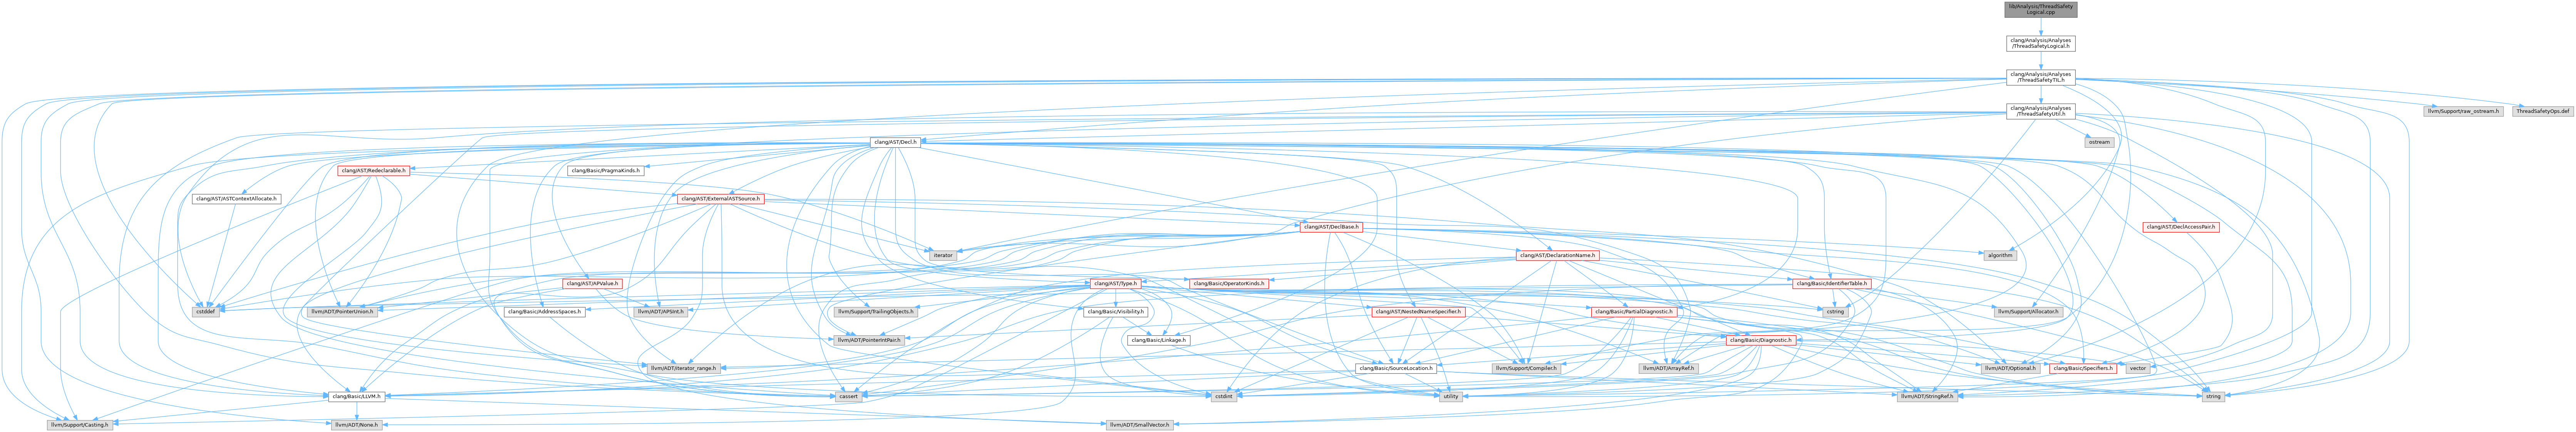 lib/Analysis/ThreadSafety
Logical.cpp
clang/Analysis/Analyses
/ThreadSafetyLogical.h
clang/Analysis/Analyses
/ThreadSafetyTIL.h
clang/Analysis/Analyses
/ThreadSafetyUtil.h
llvm/Support/raw_ostream.h
ThreadSafetyOps.def
clang/AST/Decl.h
ostream
clang/AST/Redeclarable.h
clang/Basic/PragmaKinds.h
clang/AST/ASTContextAllocate.h
clang/AST/ExternalASTSource.h
clang/AST/DeclBase.h
clang/AST/DeclAccessPair.h
iterator
clang/AST/DeclarationName.h
algorithm
clang/AST/APValue.h
clang/AST/Type.h
clang/Basic/OperatorKinds.h
clang/Basic/IdentifierTable.h
cstddef
llvm/ADT/PointerUnion.h
clang/Basic/AddressSpaces.h
llvm/ADT/APSInt.h
llvm/Support/TrailingObjects.h
clang/Basic/Visibility.h
clang/AST/NestedNameSpecifier.h
clang/Basic/PartialDiagnostic.h
cstring
llvm/Support/Allocator.h
llvm/ADT/PointerIntPair.h
clang/Basic/Linkage.h
clang/Basic/Diagnostic.h
llvm/ADT/iterator_range.h
clang/Basic/SourceLocation.h
llvm/Support/Compiler.h
llvm/ADT/ArrayRef.h
llvm/ADT/Optional.h
clang/Basic/Specifiers.h
vector
clang/Basic/LLVM.h
cassert
cstdint
utility
llvm/ADT/StringRef.h
string
llvm/Support/Casting.h
llvm/ADT/None.h
llvm/ADT/SmallVector.h